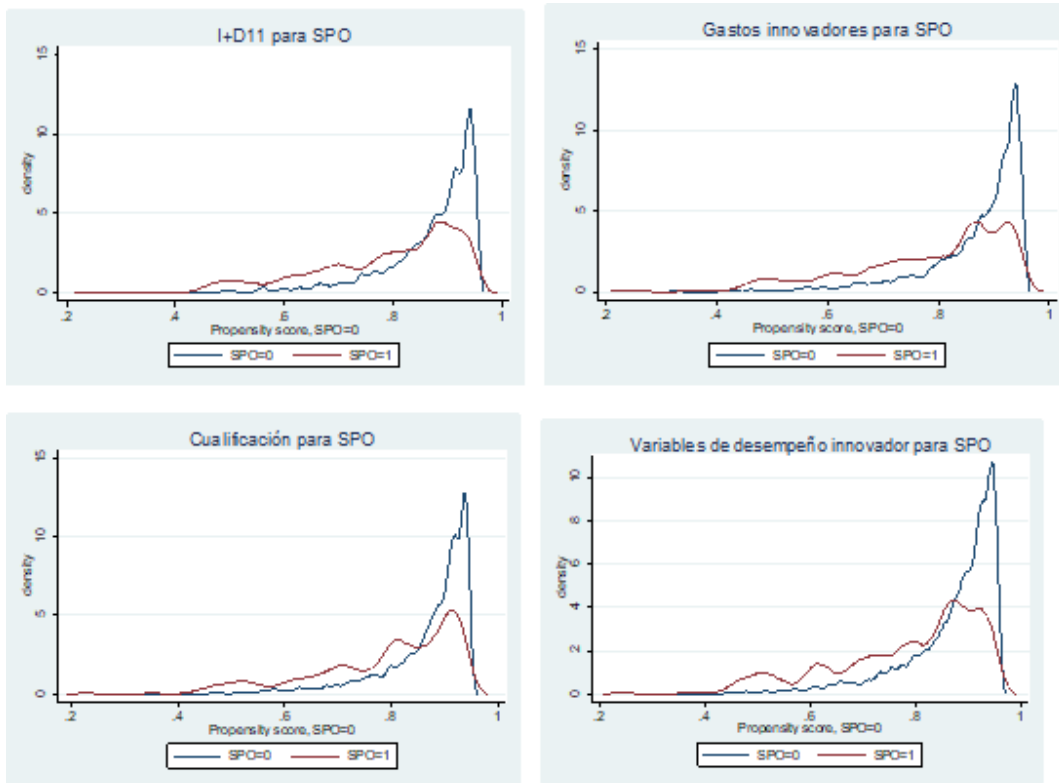 I+D11 para SPO
15
10
5
0
density
.2 .4 .6 .8 1
Propensity score, SPO=0
SPO=0 SPO=1
Gastos innovadores para SPO
15
10
5
0
density
.2 .4 .6 .8 1
Propensity score, SPO=0
SPO=0 SPO=1
Cualificación para SPO
15
10
5
0
density
.2 .4 .6 .8 1
Propensity score, SPO=0
SPO=0 SPO=1
Variables de desempeño innovador para SPO
10
8
6
4
2
0
density
.2 .4 .6 .8 1
Propensity score, SPO=0
SPO=0 SPO=1